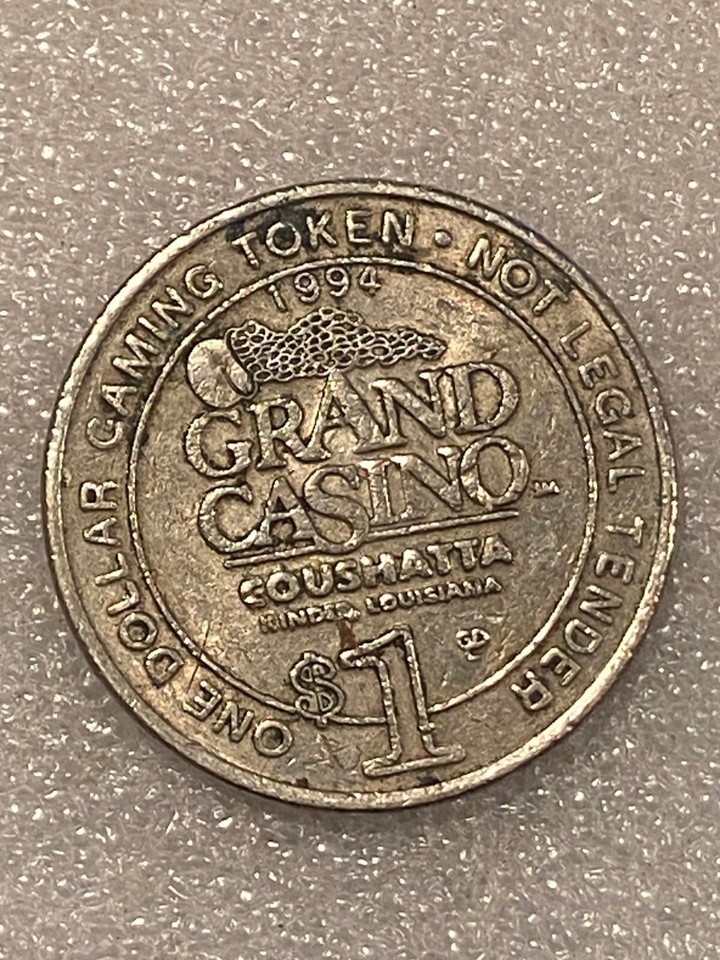 ONE DOLLAR GAMING TOKEN • NOT LEGAL TENDER
1994
GRAND
CASINO
COUSHATTA
KINDER, LOUISIANA
$1